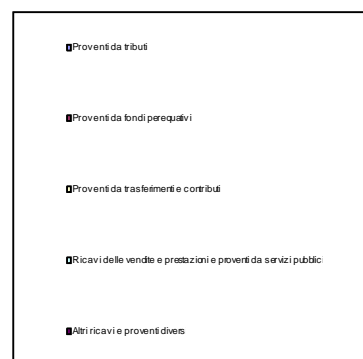 Proventi da tributi
Proventi da fondi perequativi
Proventi da trasferimenti e contributi
Ricavi delle vendite e prestazioni e proventi da servizi pubblici
Altri ricavi e proventi divers